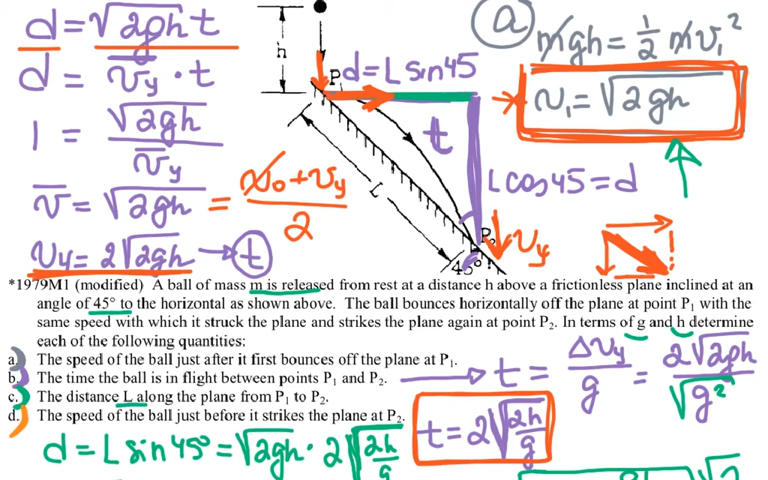 d = √2gh t
d = v̄y · t
1 = √2gh / v̄y
v̄ = √2gh = (v0 + vy) / 2
vy = 2√2gh → t
h
P1
d = L sin 45
t
L
L cos 45 = d
P2
vy
45°
a
mgh = 1/2 mv1²
v1 = √2gh
*1979M1 (modified) A ball of mass m is released from rest at a distance h above a frictionless plane inclined at an
angle of 45° to the horizontal as shown above. The ball bounces horizontally off the plane at point P1 with the
same speed with which it struck the plane and strikes the plane again at point P2. In terms of g and h determine
each of the following quantities:
a. The speed of the ball just after it first bounces off the plane at P1.
b. The time the ball is in flight between points P1 and P2.
c. The distance L along the plane from P1 to P2.
d. The speed of the ball just before it strikes the plane at P2.
t = Δvy / g = 2√2gh / √g²
t = 2√(2h/g)
d = L sin 45° = √2gh · 2√(2h/g)